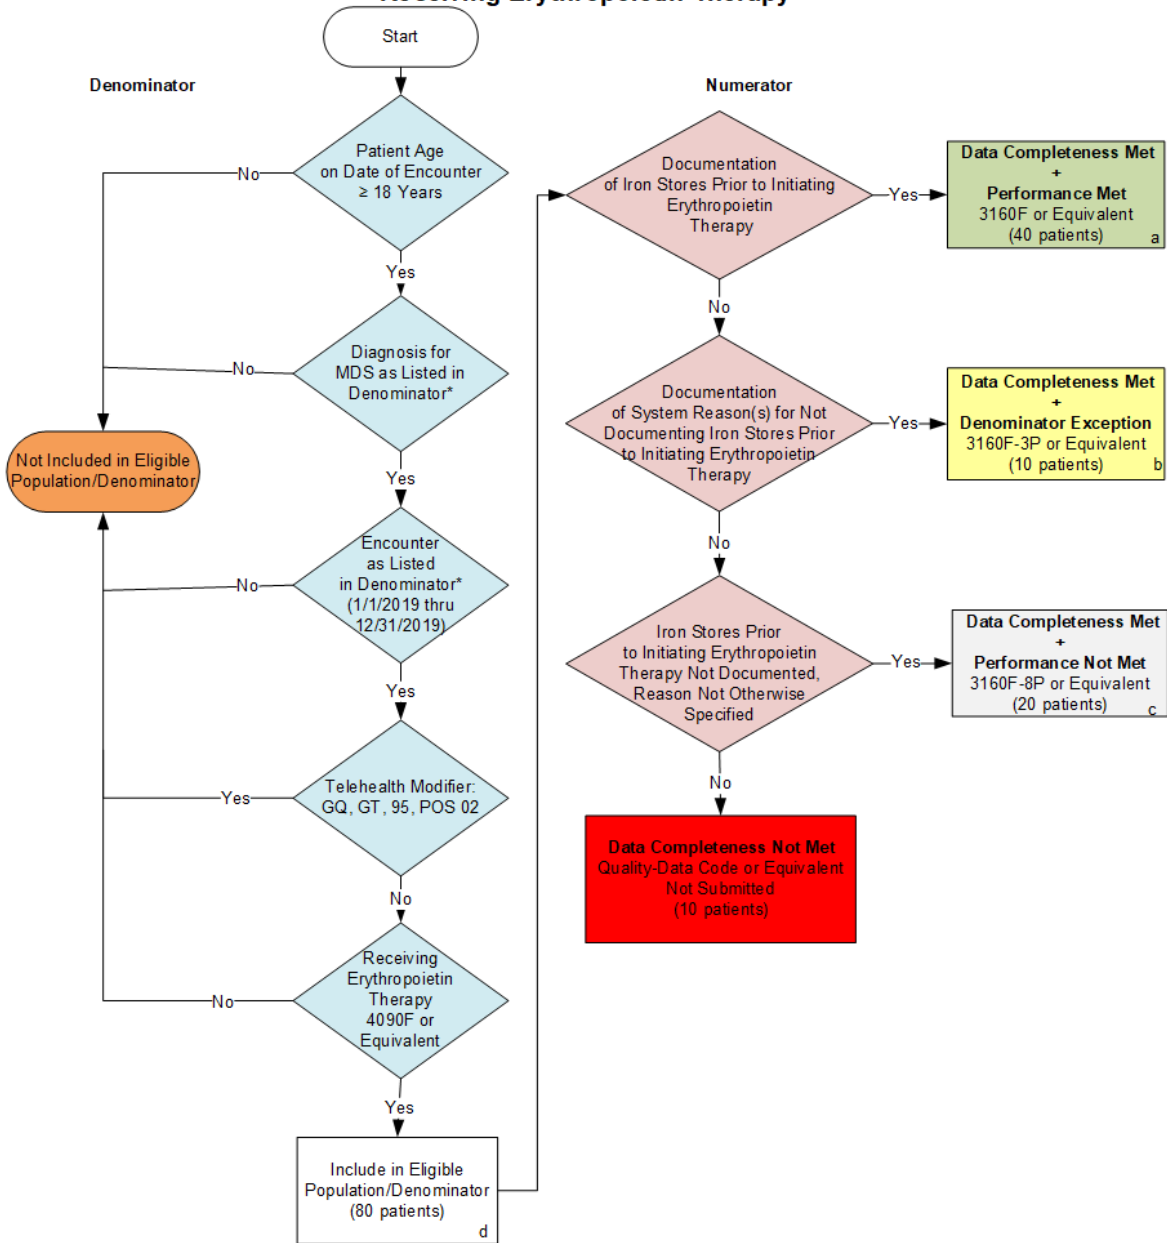 Start
Denominator
Patient Age
on Date of Encounter
≥ 18 Years
No
Yes
Diagnosis for
MDS as Listed in
Denominator*
No
Yes
Not Included in Eligible
Population/Denominator
Encounter
as Listed
in Denominator*
(1/1/2019 thru
12/31/2019)
No
Yes
Telehealth Modifier:
GQ, GT, 95, POS 02
Yes
No
Receiving
Erythropoietin
Therapy
4090F or
Equivalent
No
Yes
Include in Eligible
Population/Denominator
(80 patients)
d
Numerator
Documentation
of Iron Stores Prior to Initiating
Erythropoietin
Therapy
Yes
Data Completeness Met
+
Performance Met
3160F or Equivalent
(40 patients)
a
No
Documentation
of System Reason(s) for Not
Documenting Iron Stores Prior
to Initiating Erythropoietin
Therapy
Yes
Data Completeness Met
+
Denominator Exception
3160F-3P or Equivalent
(10 patients)
b
No
Iron Stores Prior
to Initiating Erythropoietin
Therapy Not Documented,
Reason Not Otherwise
Specified
Yes
Data Completeness Met
+
Performance Not Met
3160F-8P or Equivalent
(20 patients)
c
No
Data Completeness Not Met
Quality-Data Code or Equivalent
Not Submitted
(10 patients)